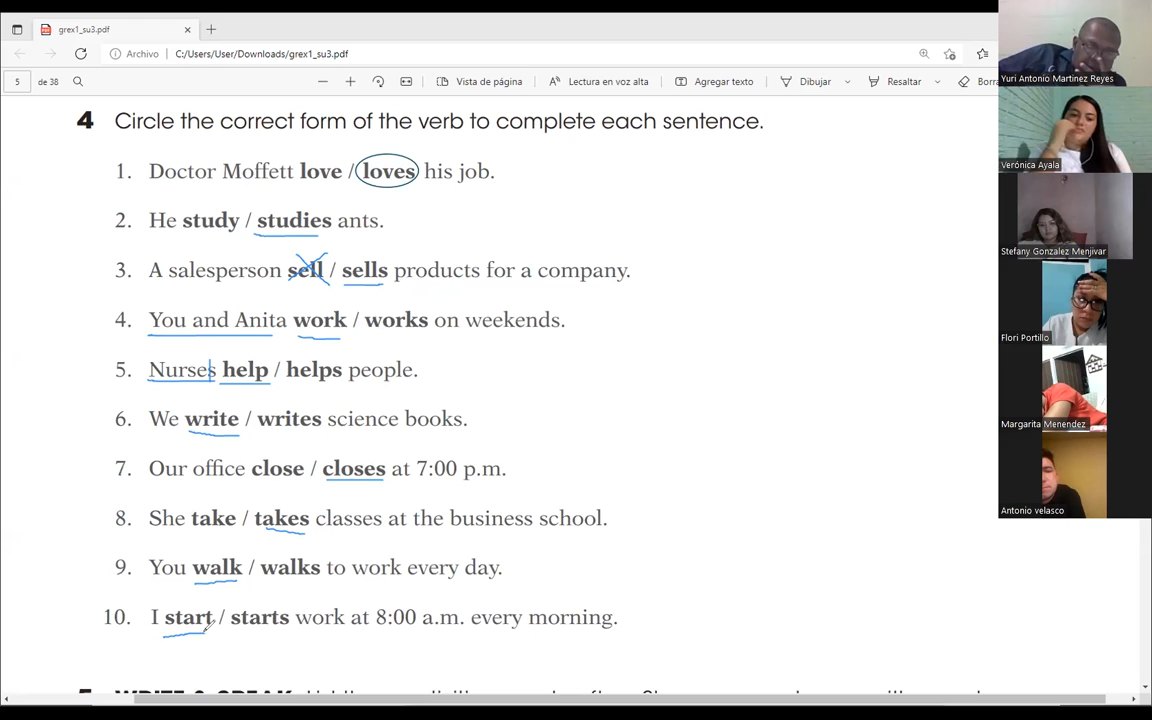 grex1_su3.pdf
Archivo C:/Users/User/Downloads/grex1_su3.pdf
5 de 38 Vista de página Lectura en voz alta Agregar texto Dibujar Resaltar Borra
4 Circle the correct form of the verb to complete each sentence.
1. Doctor Moffett love / loves his job.
2. He study / studies ants.
3. A salesperson sell / sells products for a company.
4. You and Anita work / works on weekends.
5. Nurses help / helps people.
6. We write / writes science books.
7. Our office close / closes at 7:00 p.m.
8. She take / takes classes at the business school.
9. You walk / walks to work every day.
10. I start / starts work at 8:00 a.m. every morning.
Yuri Antonio Martinez Reyes
Verónica Ayala
Stefany Gonzalez Menjivar
Flori Portillo
Margarita Menendez
Antonio velasco